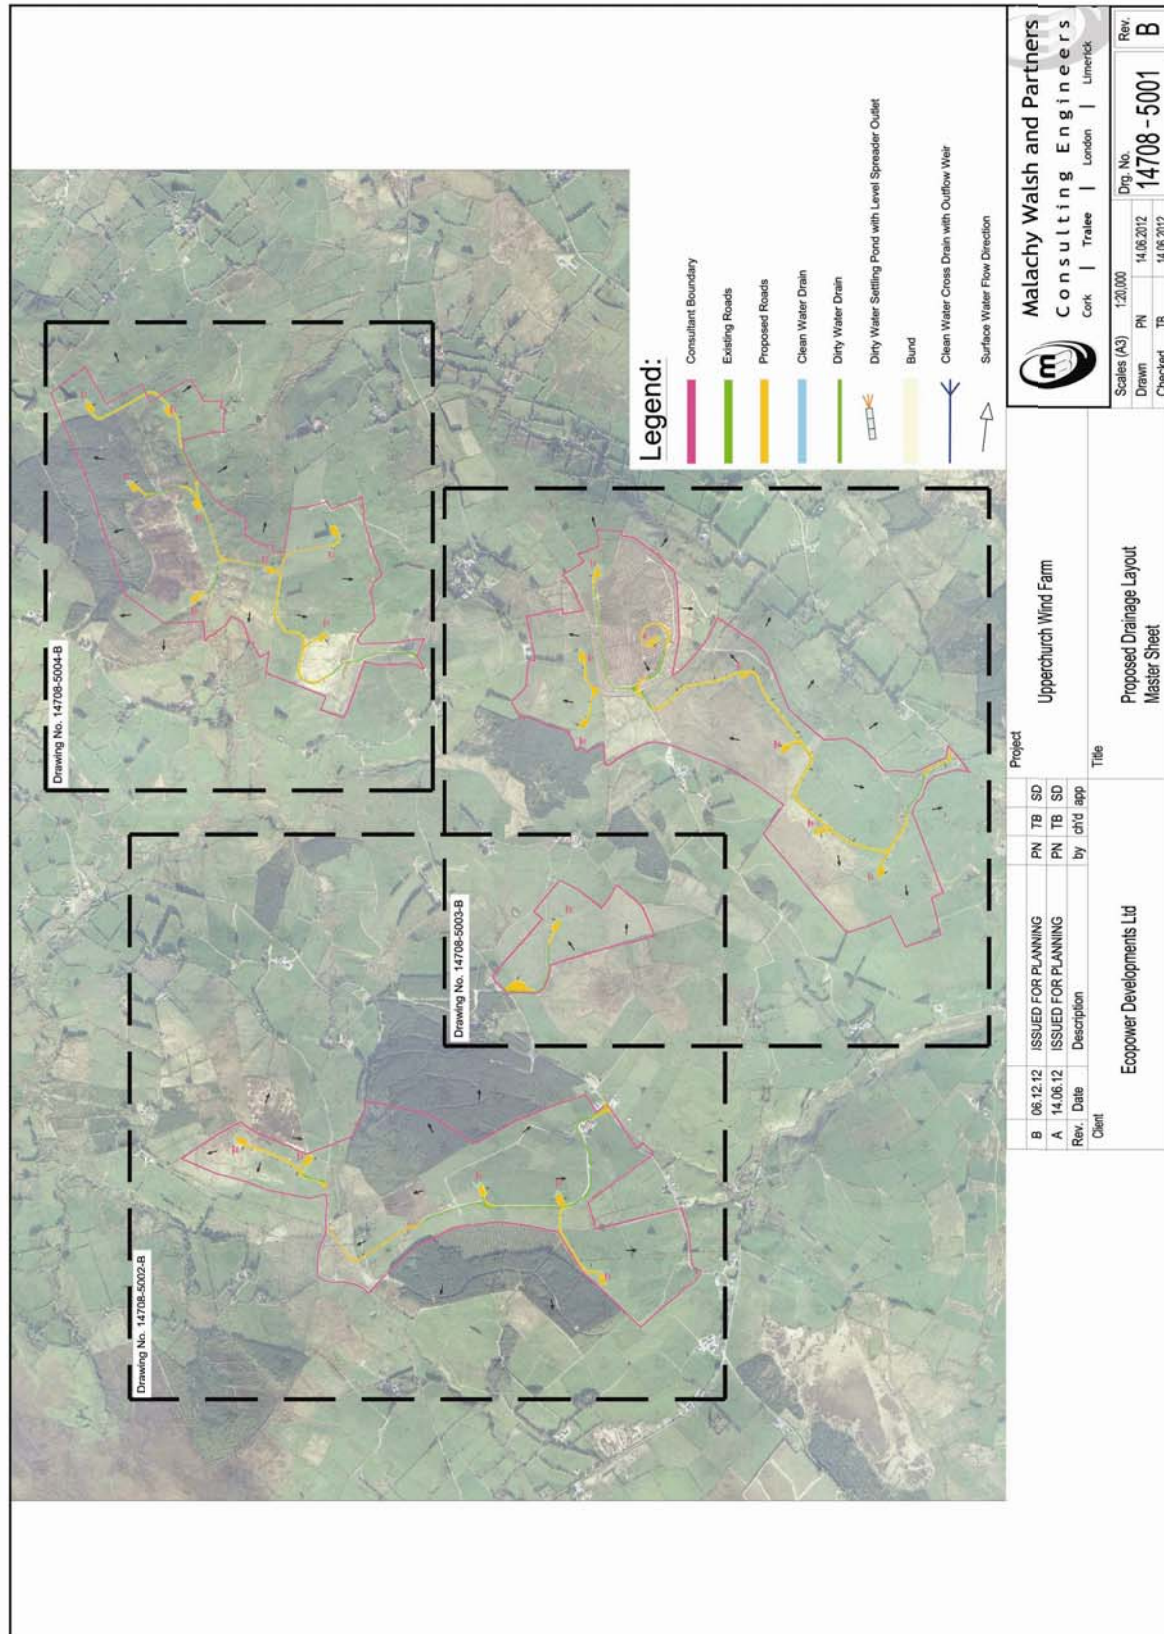 Drawing No. 14708-5002-B
Drawing No. 14708-5003-B
Drawing No. 14708-5004-B
Legend:
Consultant Boundary
Existing Roads
Proposed Roads
Clean Water Drain
Dirty Water Drain
Dirty Water Settling Pond with Level Spreader Outlet
Bund
Clean Water Cross Drain with Outflow Weir
Surface Water Flow Direction
B 06.12.12 ISSUED FOR PLANNING PN TB SD
A 14.06.12 ISSUED FOR PLANNING PN TB SD
Rev. Date Description by ch'd app
Client
Ecopower Developments Ltd
Project
Upperchurch Wind Farm
Title
Proposed Drainage Layout
Master Sheet
m
Malachy Walsh and Partners
Consulting Engineers
Cork | Tralee | London | Limerick
Scales (A3) 1:20,000
Drawn PN 14.06.2012
Checked TB 14.06.2012
Drg. No.
14708 - 5001
Rev.
B